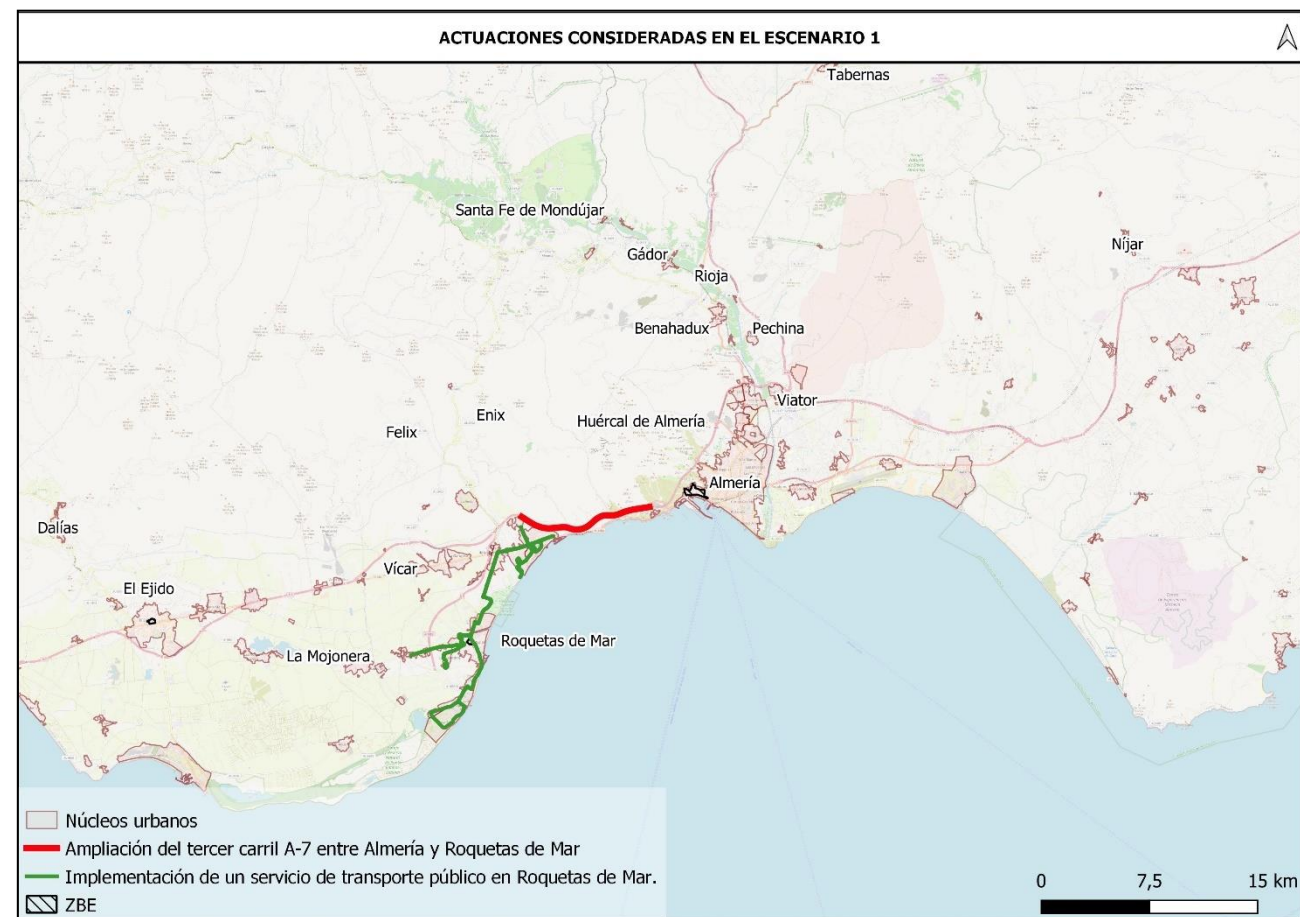 ACTUACIONES CONSIDERADAS EN EL ESCENARIO 1
Tabernas
Santa Fe de Mondújar
Níjar
Gádor
Rioja
Benahadux
Pechina
Viator
Enix
Huércal de Almería
Felix
Almería
Dalías
Vícar
El Ejido
Roquetas de Mar
La Mojonera
Núcleos urbanos
Ampliación del tercer carril A-7 entre Almería y Roquetas de Mar
Implementación de un servicio de transporte público en Roquetas de Mar.
ZBE
0 7,5 15 km